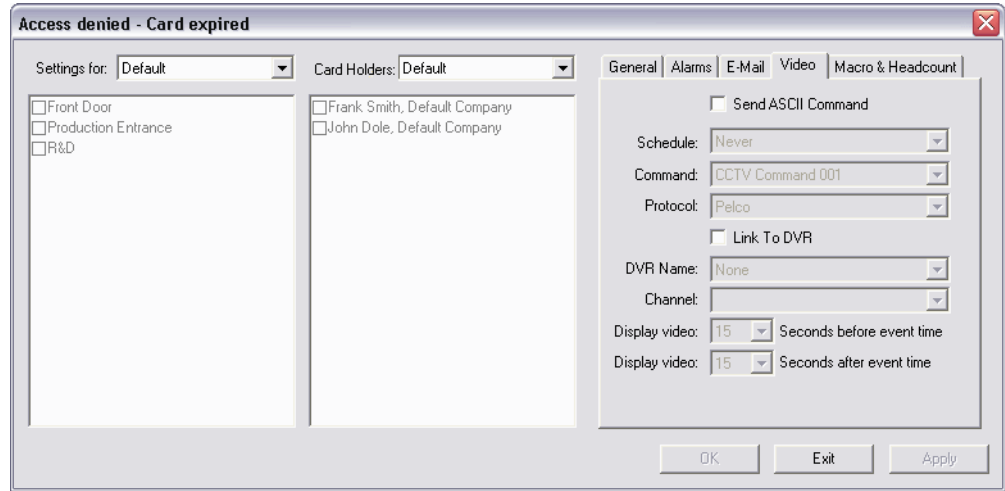 Access denied - Card expired
Settings for: Default
Card Holders: Default
General Alarms E-Mail Video Macro & Headcount
Front Door
Production Entrance
R&D
Frank Smith, Default Company
John Dole, Default Company
Send ASCII Command
Schedule: Never
Command: CCTV Command 001
Protocol: Pelco
Link To DVR
DVR Name: None
Channel:
Display video: 15 Seconds before event time
Display video: 15 Seconds after event time
OK Exit Apply